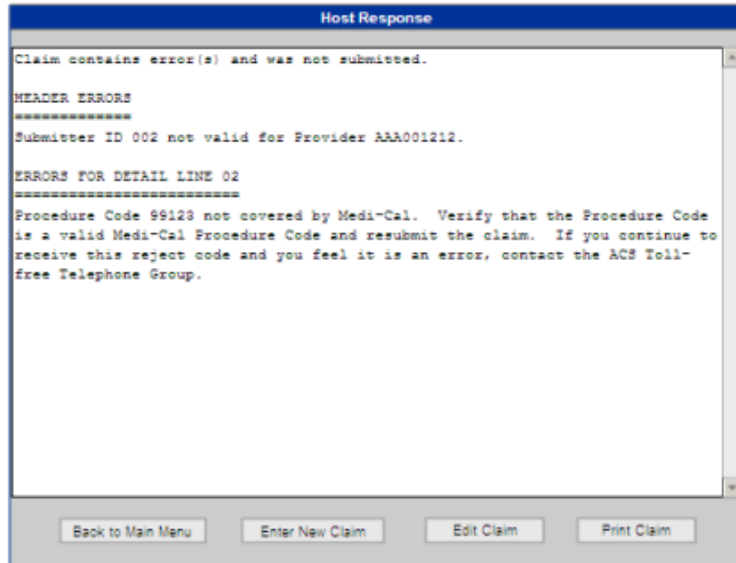 Host Response
Claim contains error(s) and was not submitted.
HEADER ERRORS
=============
Submitter ID 002 not valid for Provider AAA001212.
ERRORS FOR DETAIL LINE 02
=========================
Procedure Code 99123 not covered by Medi-Cal.  Verify that the Procedure Code
is a valid Medi-Cal Procedure Code and resubmit the claim.  If you continue to
receive this reject code and you feel it is an error, contact the ACS Toll-
free Telephone Group.
Back to Main Menu
Enter New Claim
Edit Claim
Print Claim